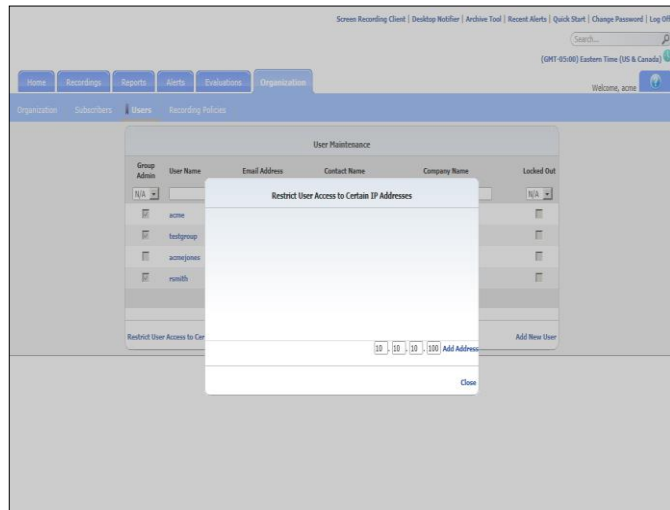 Screen Recording Client | Desktop Notifier | Archive Tool | Recent Alerts | Quick Start | Change Password | Log Off
Search...
(GMT-05:00) Eastern Time (US & Canada)
Home Recordings Reports Alerts Evaluations Organization
Welcome, acme
Organization Subscribers Users Recording Policies
User Maintenance
Group Admin User Name Email Address Contact Name Company Name Locked Out
N/A N/A
Restrict User Access to Certain IP Addresses
acme
testgroup
acmejones
rsmith
Restrict User Access to Cer Add New User
10 . 10 . 10 . 100 Add Address
Close